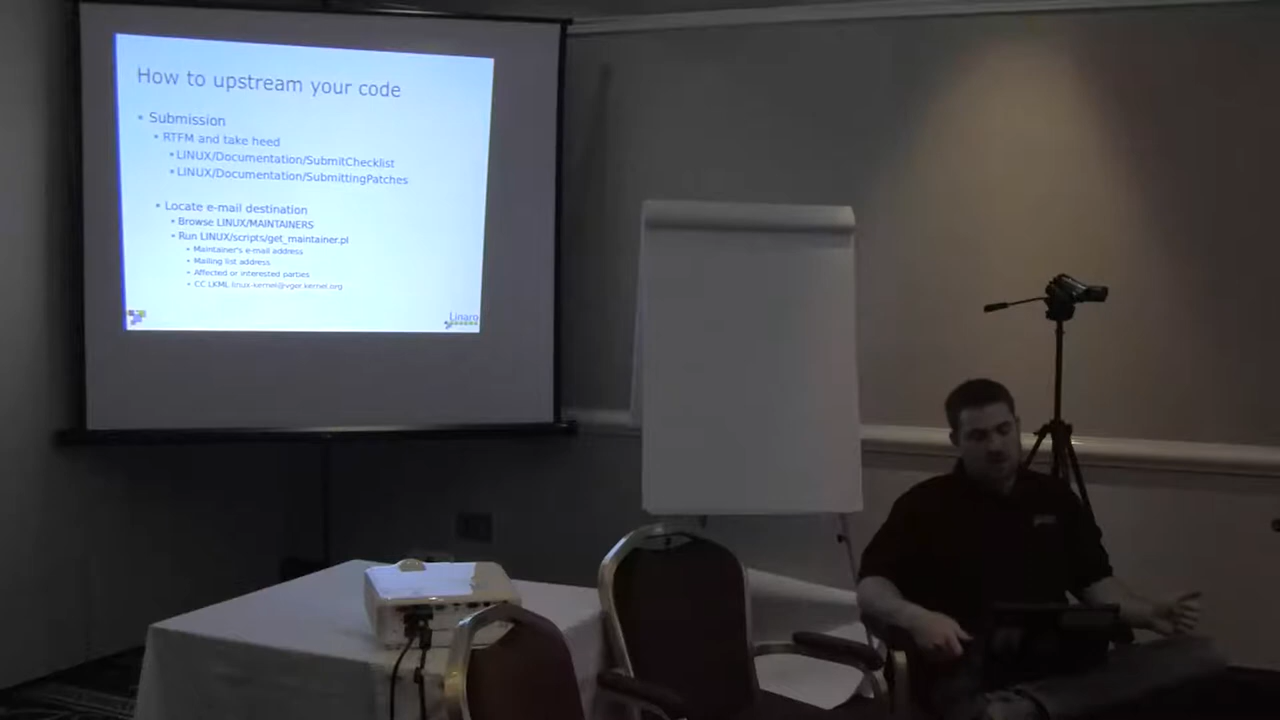 How to upstream your code
• Submission
• RTFM and take heed
• LINUX/Documentation/SubmitChecklist
• LINUX/Documentation/SubmittingPatches
• Locate e-mail destination
• Browse LINUX/MAINTAINERS
• Run LINUX/scripts/get_maintainer.pl
• Maintainer's e-mail address
• Mailing list address
• Affected or interested parties
• CC LKML linux-kernel@vger.kernel.org
Linaro